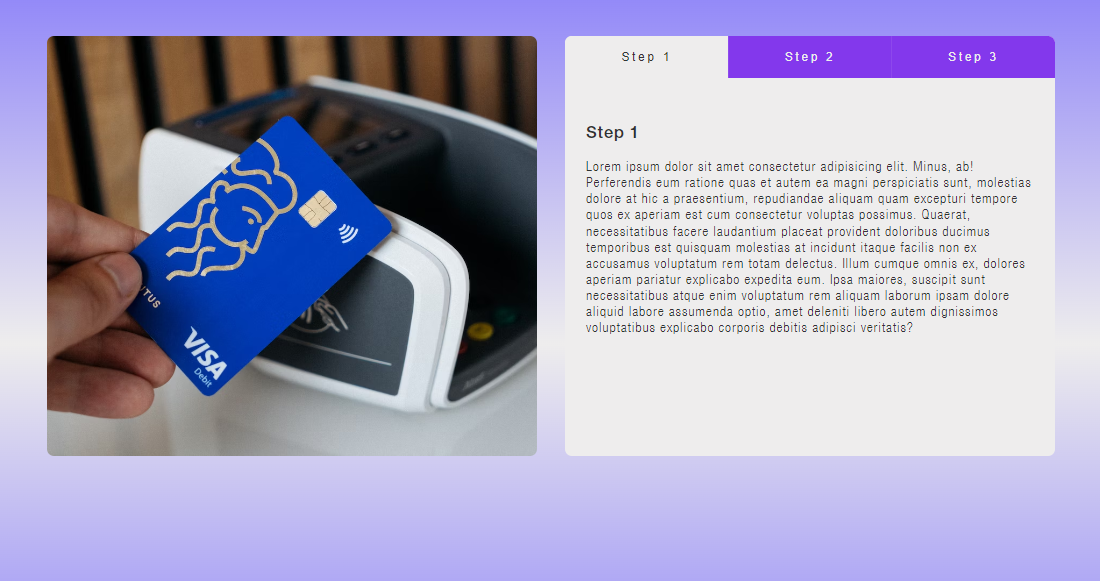 VISA
Debit
Step 1
Step 2
Step 3
Step 1
Lorem ipsum dolor sit amet consectetur adipisicing elit. Minus, ab!
Perferendis eum ratione quas et autem ea magni perspiciatis sunt, molestias
dolore at hic a praesentium, repudiandae aliquam quam excepturi tempore
quos ex aperiam est cum consectetur voluptas possimus. Quaerat,
necessitatibus facere laudantium placeat provident doloribus ducimus
temporibus est quisquam molestias at incidunt itaque facilis non ex
accusamus voluptatum rem totam delectus. Illum cumque omnis ex, dolores
aperiam pariatur explicabo expedita eum. Ipsa maiores, suscipit sunt
necessitatibus atque enim voluptatum rem aliquam laborum ipsam dolore
aliquid labore assumenda optio, amet deleniti libero autem dignissimos
voluptatibus explicabo corporis debitis adipisci veritatis?